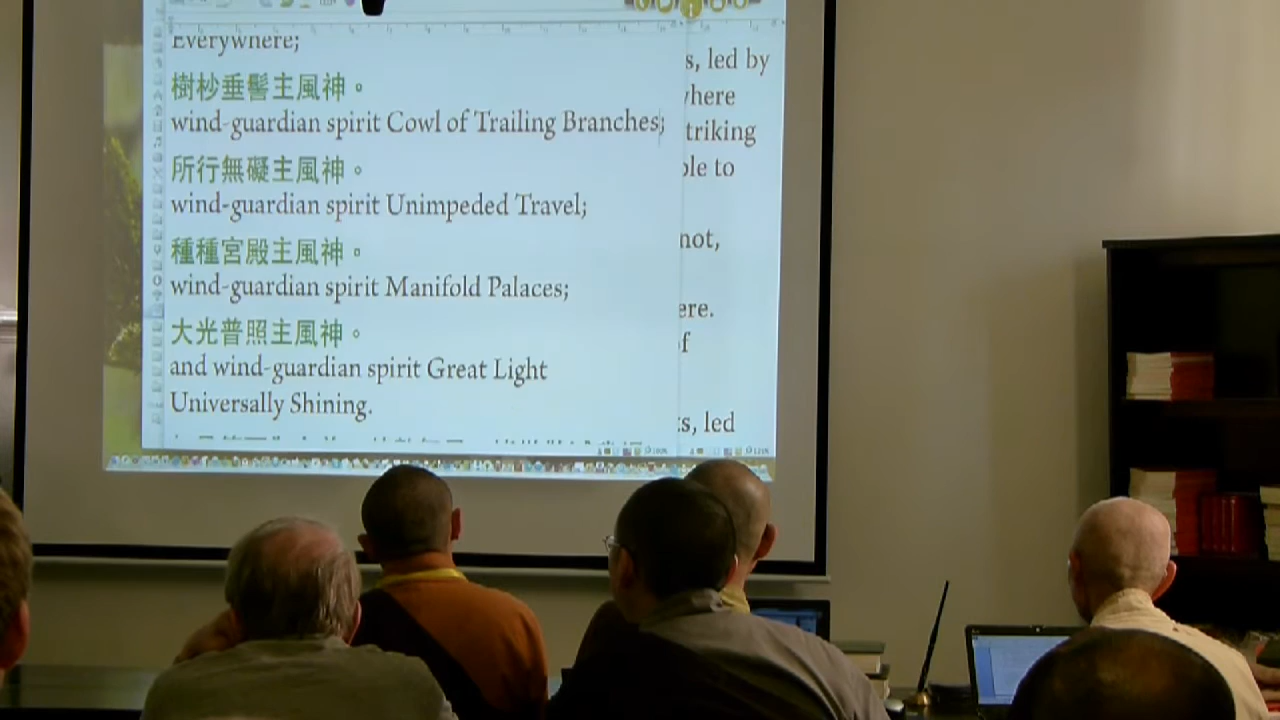 Everywhere;
樹杪垂髻主風神。
wind-guardian spirit Cowl of Trailing Branches;
所行無礙主風神。
wind-guardian spirit Unimpeded Travel;
種種宮殿主風神。
wind-guardian spirit Manifold Palaces;
大光普照主風神。
and wind-guardian spirit Great Light
Universally Shining.
s, led by
here
triking
le to
not,
ere.
of
s, led